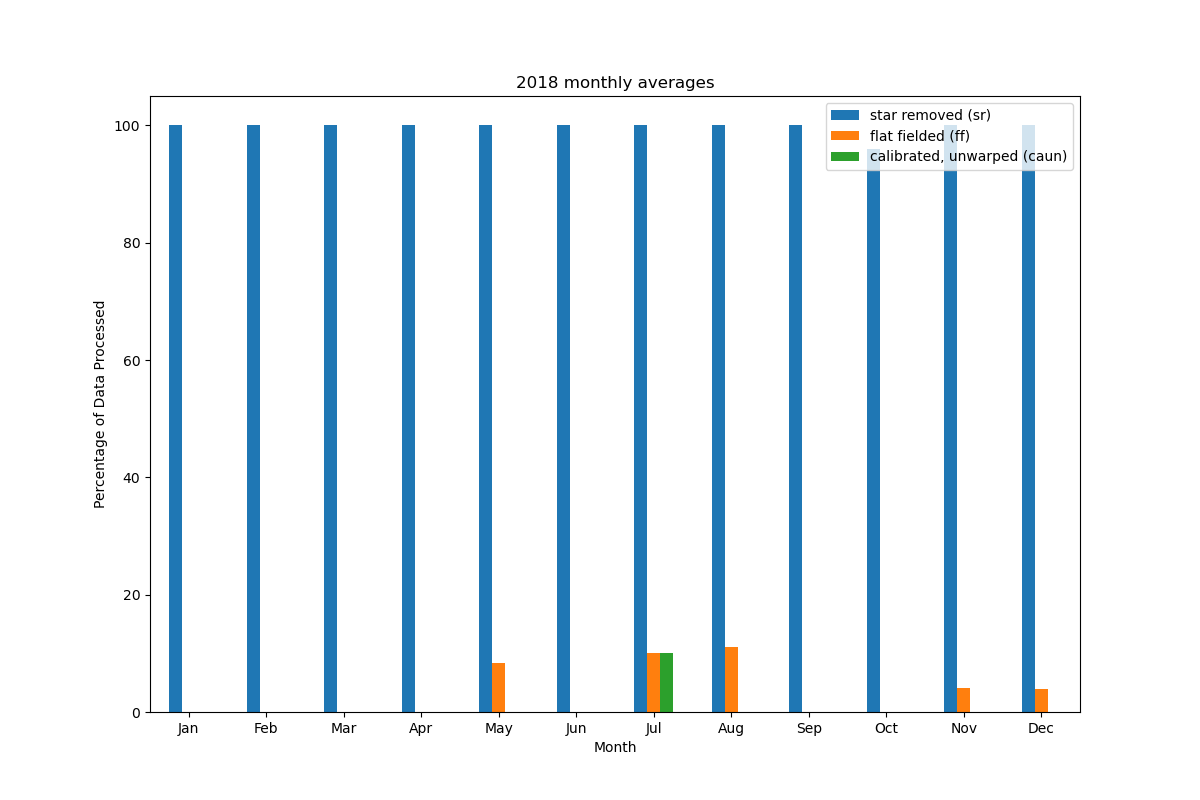 2018 monthly averages
star removed (sr)
flat fielded (ff)
calibrated, unwarped (caun)
100
80
60
40
20
0
Percentage of Data Processed
Jan Feb Mar Apr May Jun Jul Aug Sep Oct Nov Dec
Month